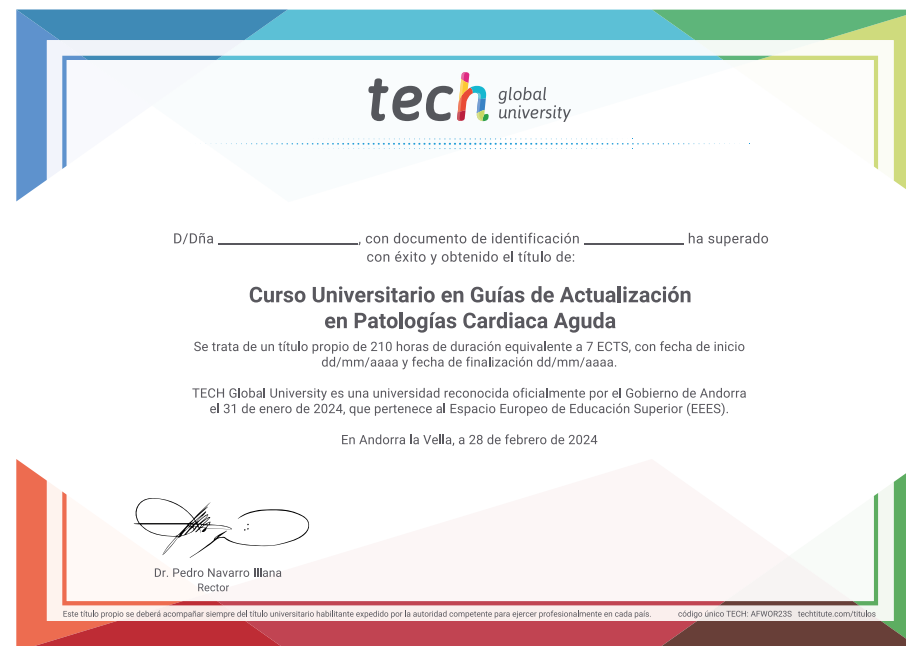 tech global
university
D/Dña ____________________, con documento de identificación ______________ ha superado
con éxito y obtenido el título de:
Curso Universitario en Guías de Actualización
en Patologías Cardiaca Aguda
Se trata de un título propio de 210 horas de duración equivalente a 7 ECTS, con fecha de inicio
dd/mm/aaaa y fecha de finalización dd/mm/aaaa.
TECH Global University es una universidad reconocida oficialmente por el Gobierno de Andorra
el 31 de enero de 2024, que pertenece al Espacio Europeo de Educación Superior (EEES).
En Andorra la Vella, a 28 de febrero de 2024
Dr. Pedro Navarro Illana
Rector
Este título propio se deberá acompañar siempre del título universitario habilitante expedido por la autoridad competente para ejercer profesionalmente en cada país. código único TECH: AFWOR23S techtitute.com/titulos